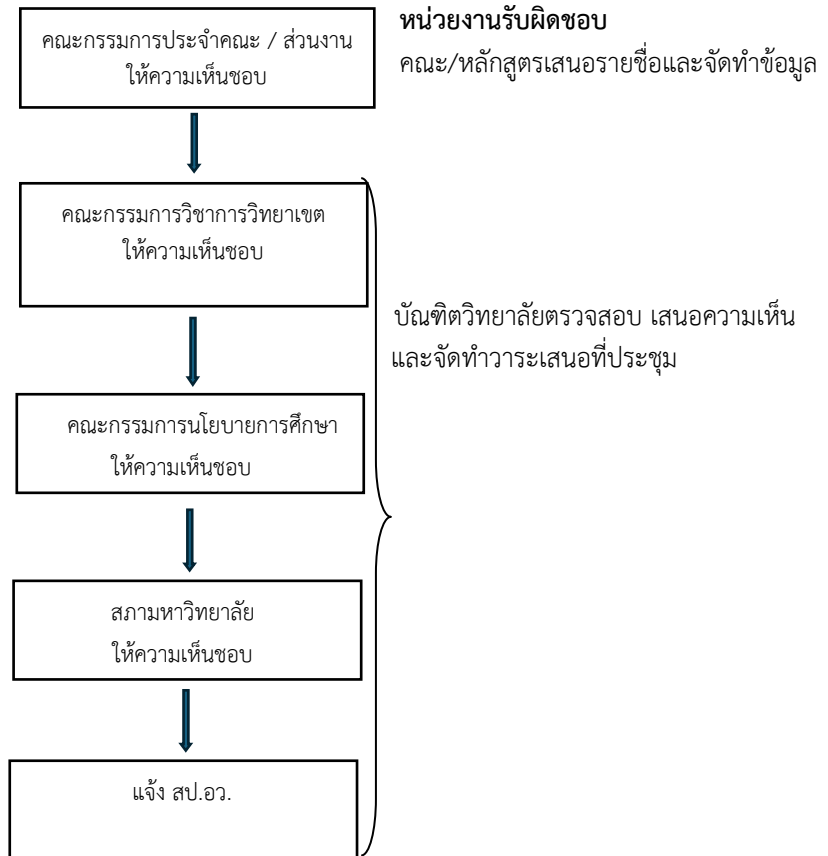 คณะกรรมการประจำคณะ / ส่วนงาน
ให้ความเห็นชอบ
หน่วยงานรับผิดชอบ
คณะ/หลักสูตรเสนอรายชื่อและจัดทำข้อมูล
คณะกรรมการวิชาการวิทยาเขต
ให้ความเห็นชอบ
บัณฑิตวิทยาลัยตรวจสอบ เสนอความเห็น
และจัดทำวาระเสนอที่ประชุม
คณะกรรมการนโยบายการศึกษา
ให้ความเห็นชอบ
สภามหาวิทยาลัย
ให้ความเห็นชอบ
แจ้ง สป.อว.